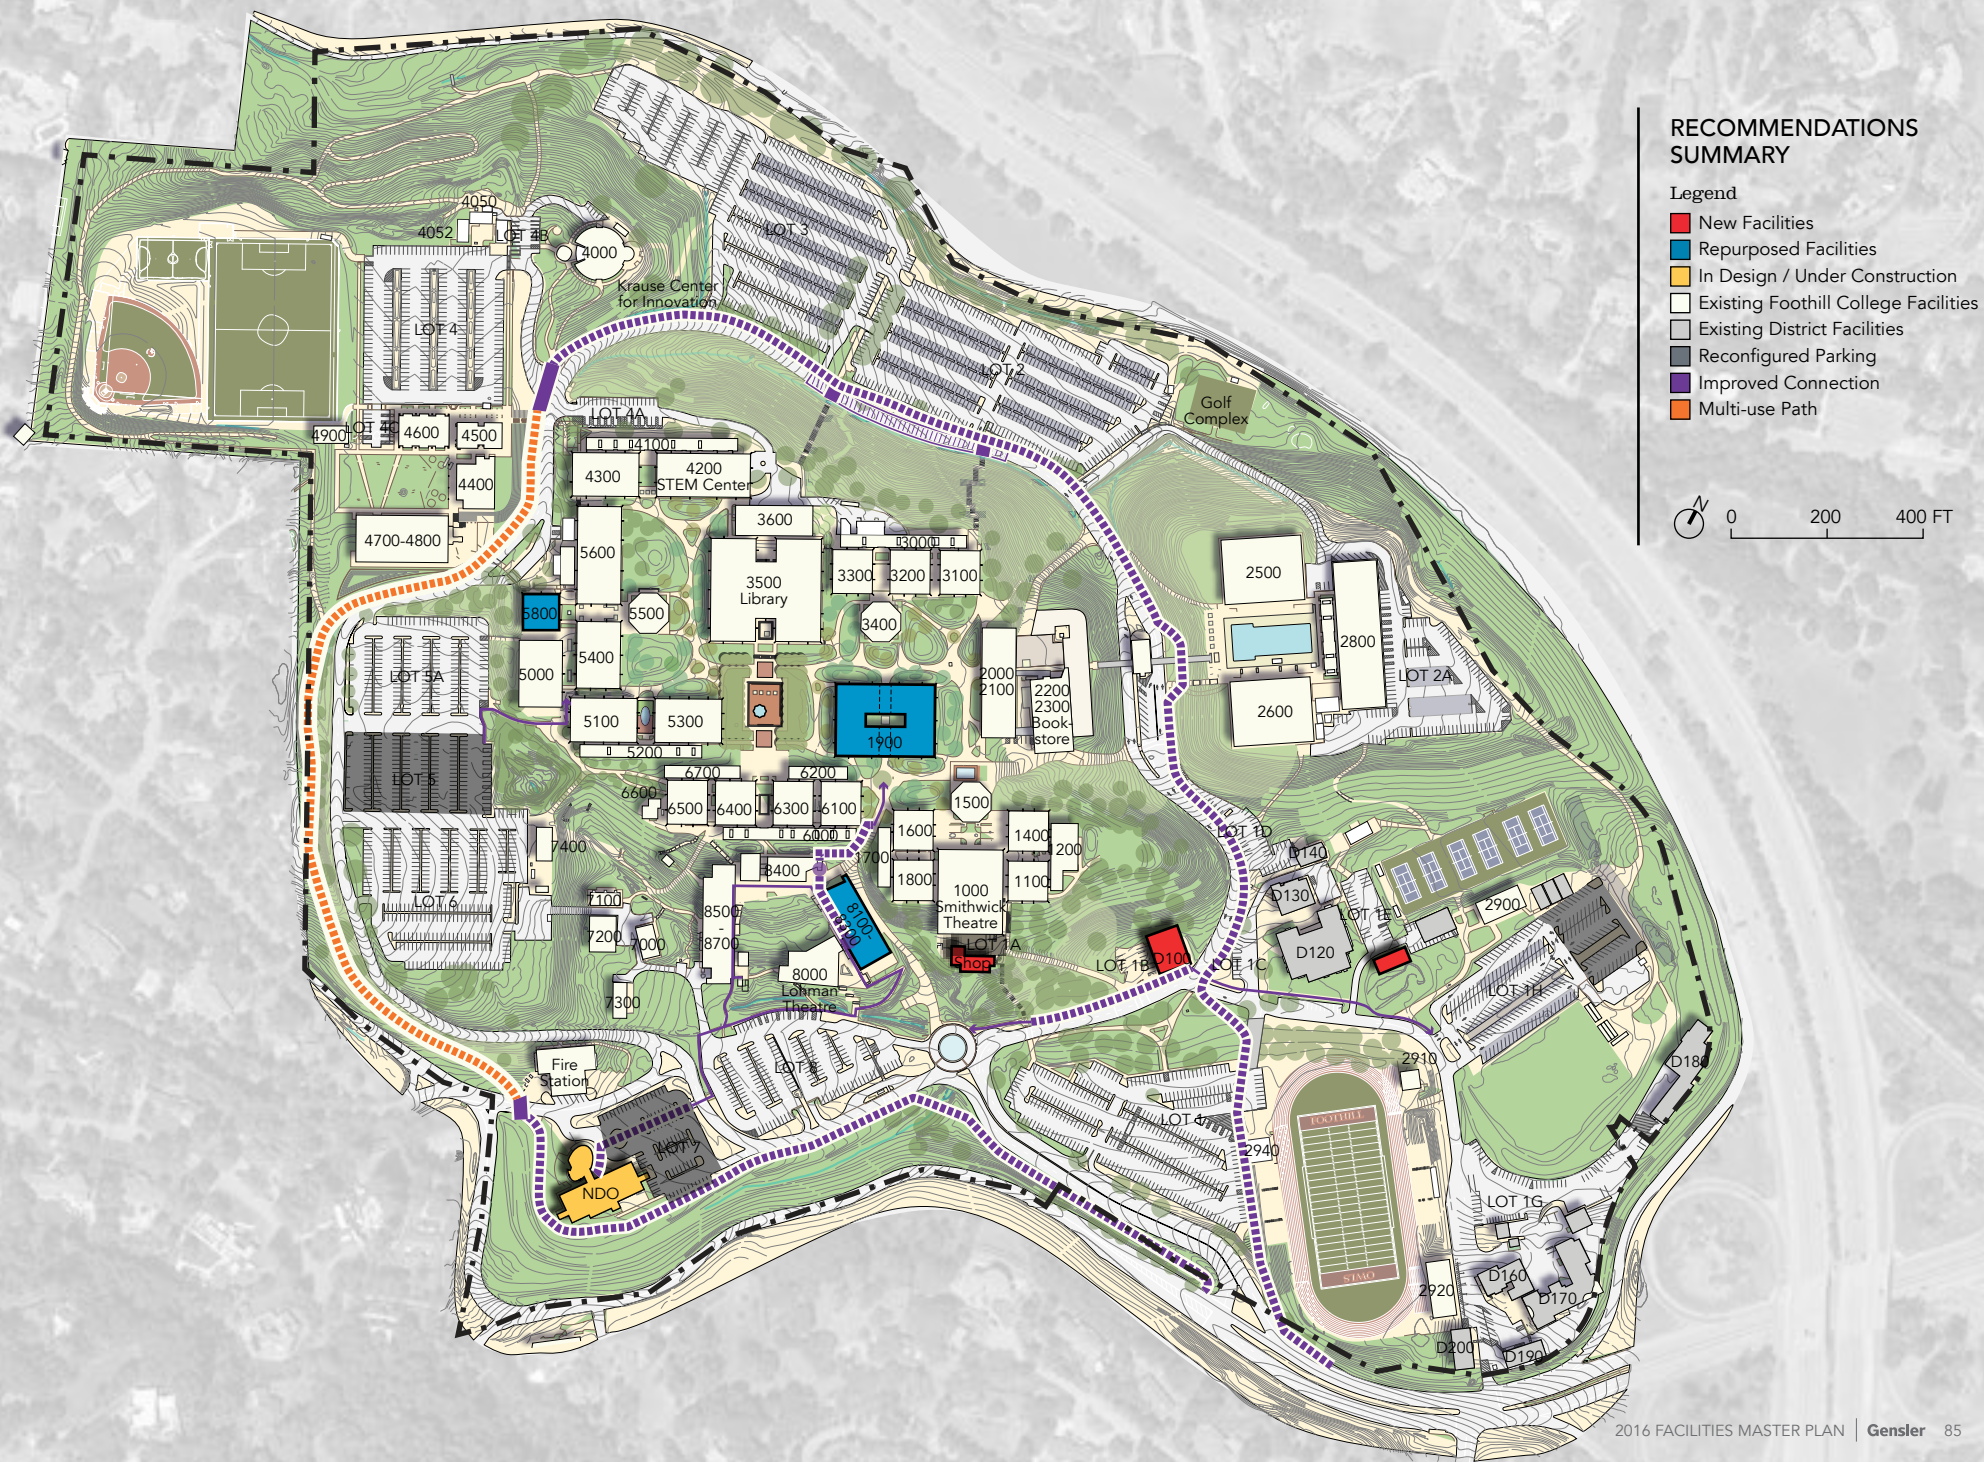 RECOMMENDATIONS
SUMMARY
Legend
New Facilities
Repurposed Facilities
In Design / Under Construction
Existing Foothill College Facilities
Existing District Facilities
Reconfigured Parking
Improved Connection
Multi-use Path
N
0 200 400 FT
4050
4052
LOT 4B
4000
Krause Center
for Innovation
LOT 3
LOT 4
LOT 2
Golf
Complex
LOT 4A
4900
LOT 4C
4600
4500
4400
4100
4300
4200
STEM Center
4700-4800
3600
5600
3000
3500
Library
3300
3200
3100
2500
5800
5500
3400
2800
5400
5000
2000
2100
2200
2300
Book-
store
LOT 5A
LOT 2A
5100
5300
2600
5200
1900
LOT 5
6700
6200
6600
6500
6400
6300
6100
1500
6000
1600
1400
1200
LOT 1D
7400
1700
D140
8400
1800
1100
1000
Smithwick
Theatre
D130
LOT 6
7100
8500
-
8700
8100-
8300
LOT 1E
2900
7200
7000
LOT 1A
Shop
D120
LOT 1B
D100
LOT 1C
8000
Lohman
Theatre
7300
LOT 1H
Fire
Station
LOT 8
2910
D180
LOT 1
FOOTHILL
LOT 7
2940
NDO
LOT 1G
OWLS
2920
D160
D170
D200
D190
2016 FACILITIES MASTER PLAN | Gensler 85